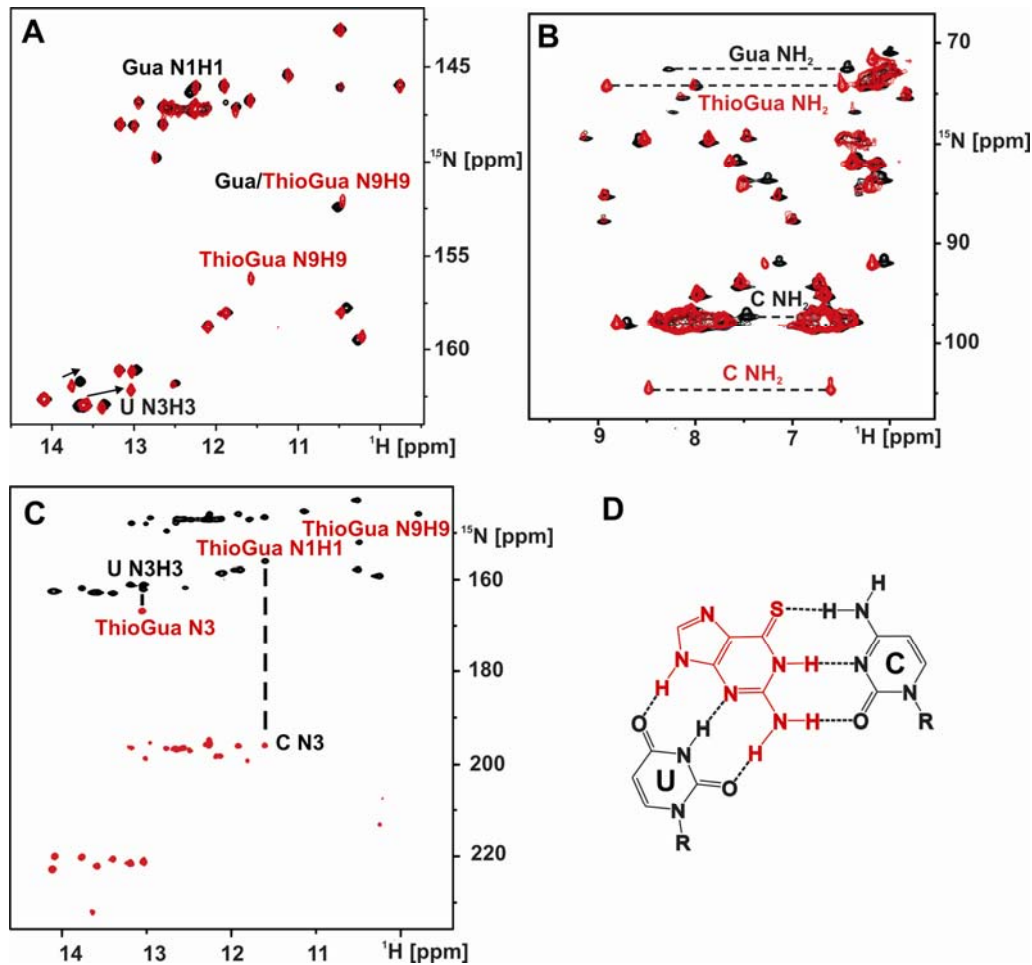 A
Gua N1H1
145
¹⁵N [ppm]
Gua/ThioGua N9H9
155
ThioGua N9H9
160
U N3H3
14 13 12 11 ¹H [ppm]
B
70
Gua NH₂
ThioGua NH₂
¹⁵N [ppm]
90
C NH₂
100
C NH₂
9 8 7 ¹H [ppm]
C
ThioGua N9H9
¹⁵N [ppm]
ThioGua N1H1
U N3H3
160
ThioGua N3
180
C N3
200
220
14 13 12 11 ¹H [ppm]
D
H
S H N H
N
N H N C
N
H N N O N
O H N H R
N H
U O
N
R